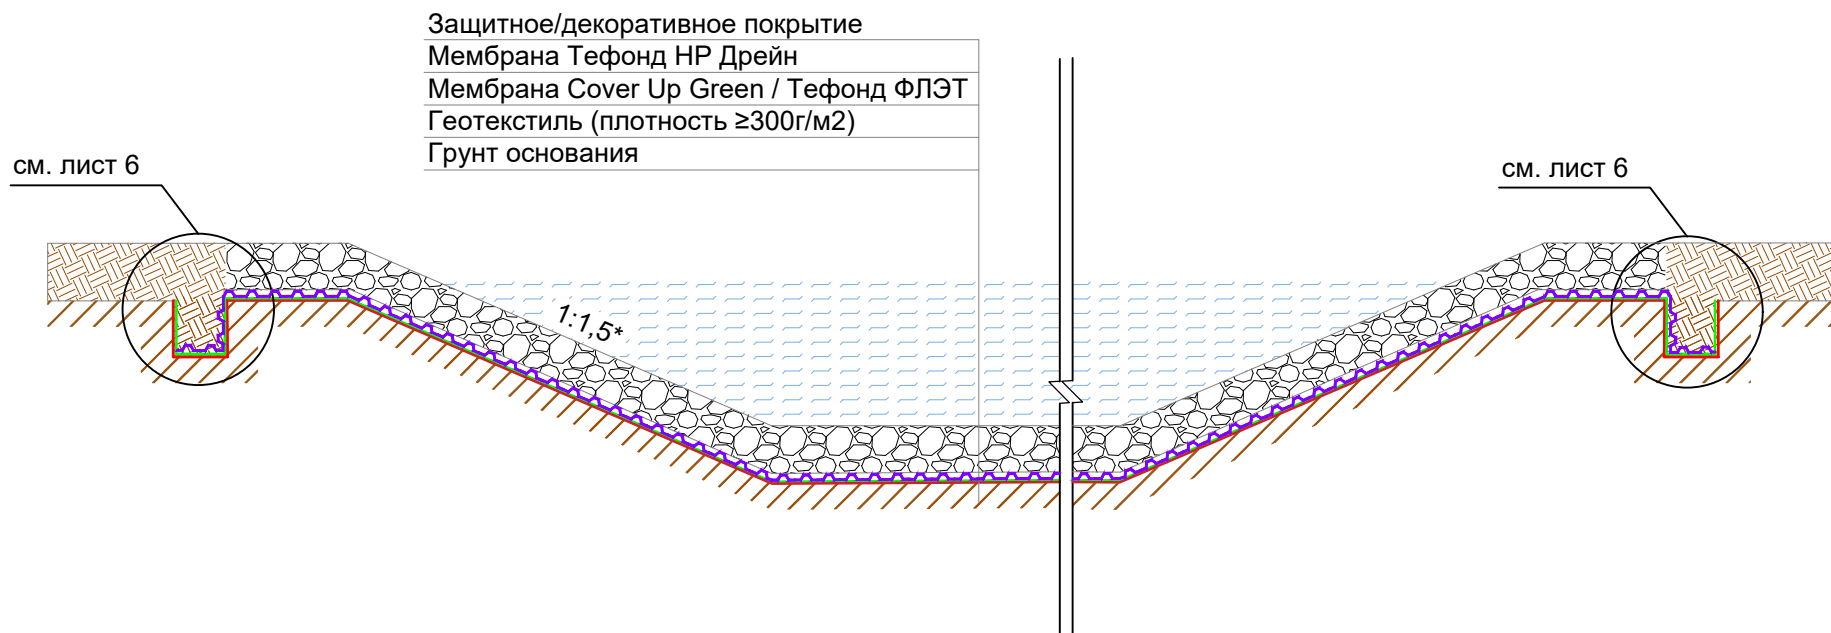 Защитное/декоративное покрытие
Мембрана Тефонд НР Дрейн
Мембрана Cover Up Green / Тефонд ФЛЭТ
Геотекстиль (плотность ≥300г/м2)
Грунт основания
см. лист 6
см. лист 6
1:1,5*